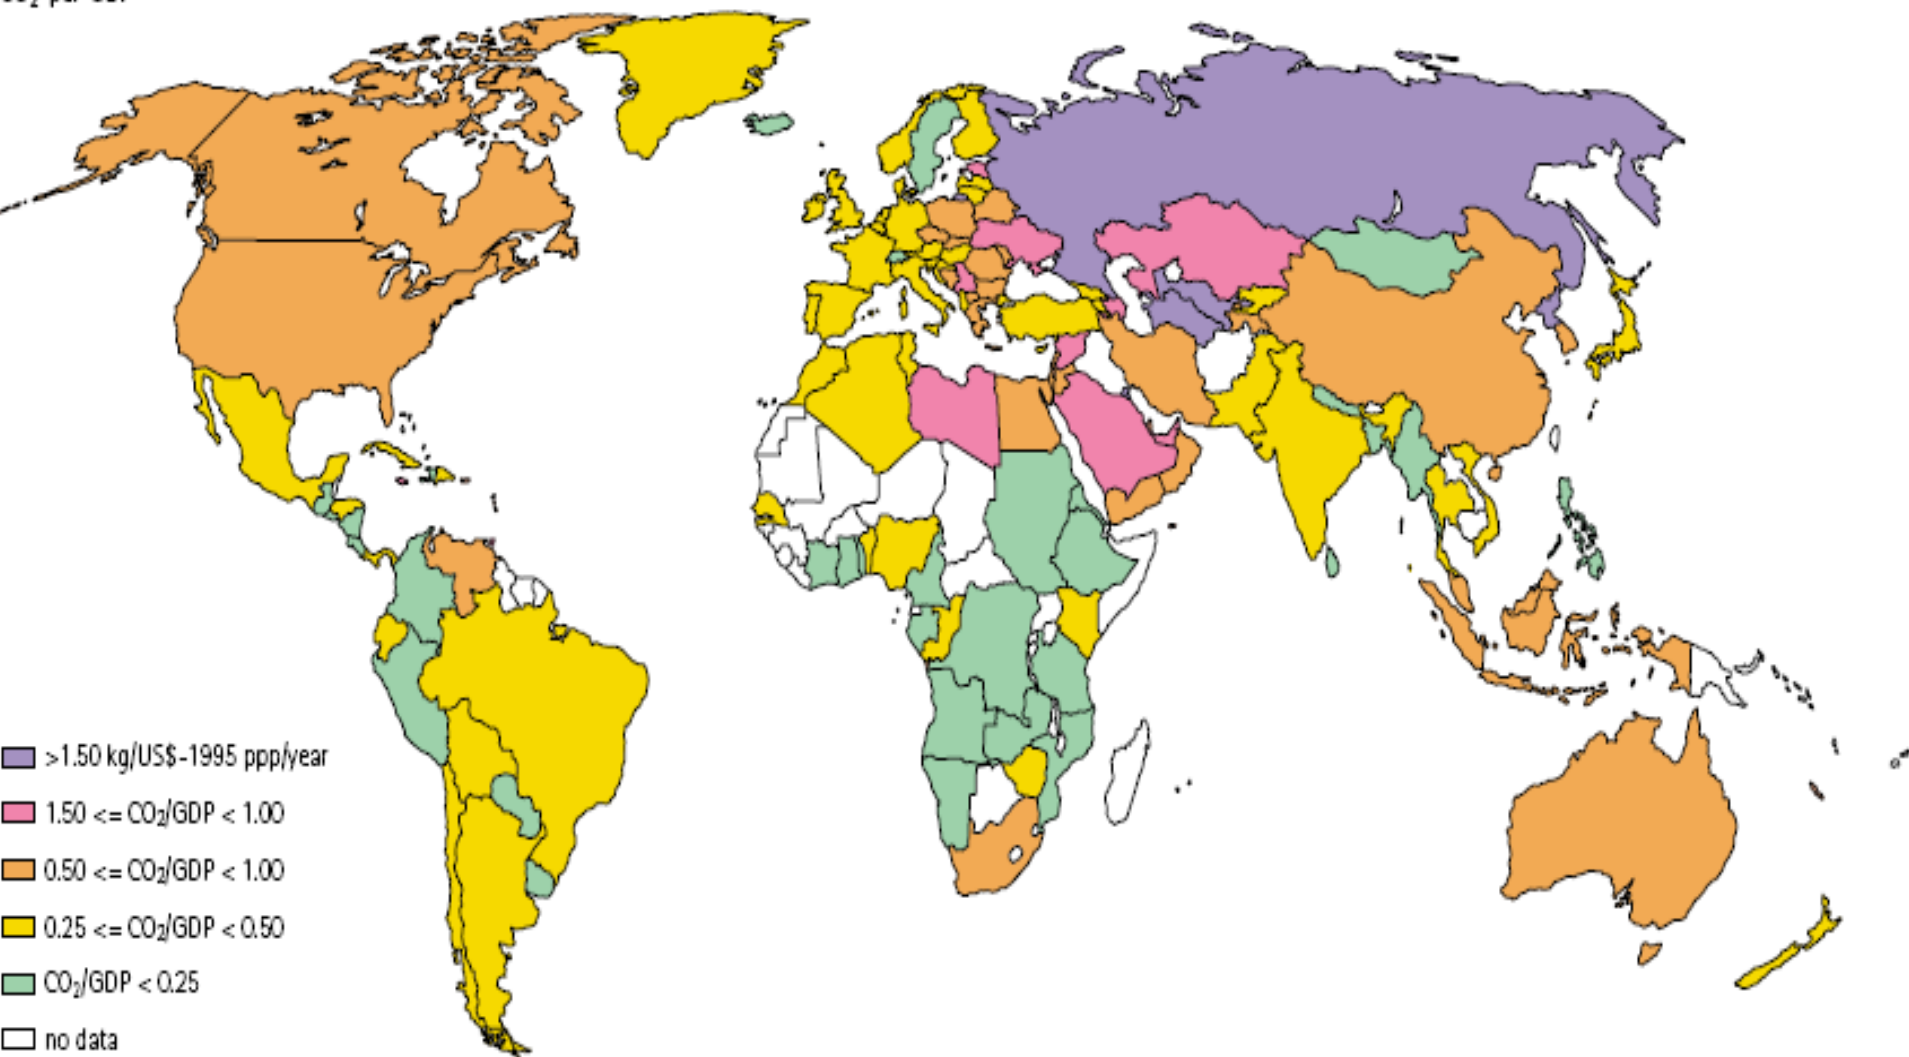 >1.50 kg/US$-1995 ppp/year
1.50 <= CO₂/GDP < 1.00
0.50 <= CO₂/GDP < 1.00
0.25 <= CO₂/GDP < 0.50
CO₂/GDP < 0.25
no data